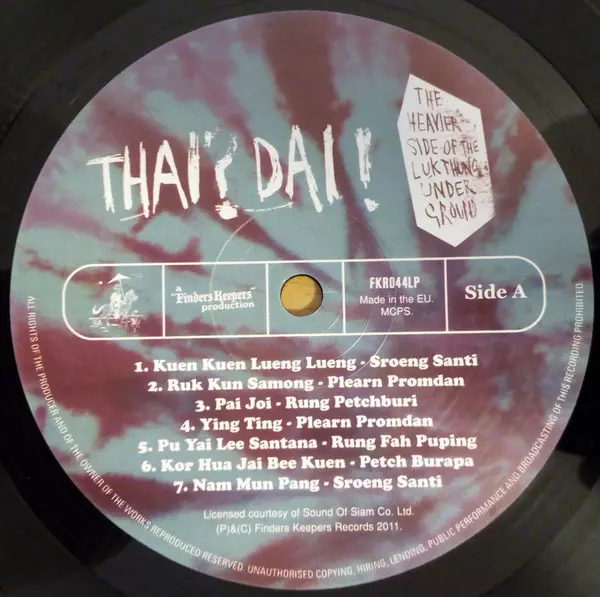 THAI? DAI!
THE
HEAVIER
SIDE OF THE
LUK THUNG
UNDER
GROUND
a
"Finders Keepers"
production
FKR044LP
Made in the EU.
MCPS.
Side A
1. Kuen Kuen Lueng Lueng - Sroeng Santi
2. Ruk Kun Samong - Plearn Promdan
3. Pai Joi - Rung Petchburi
4. Ying Ting - Plearn Promdan
5. Pu Yai Lee Santana - Rung Fah Puping
6. Kor Hua Jai Bee Kuen - Petch Burapa
7. Nam Mun Pang - Sroeng Santi
Licensed courtesy of Sound Of Siam Co. Ltd.
(P)&(C) Finders Keepers Records 2011.
ALL RIGHTS OF THE PRODUCER AND OF THE OWNER OF THE WORKS REPRODUCED RESERVED. UNAUTHORISED COPYING, HIRING, LENDING, PUBLIC PERFORMANCE AND BROADCASTING OF THIS RECORDING PROHIBITED.